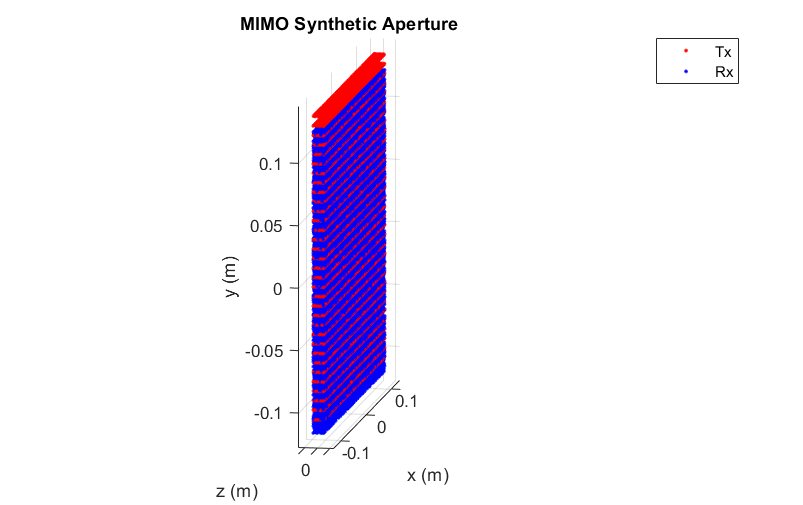 MIMO Synthetic Aperture
Tx
Rx
0.1
0.05
0
-0.05
-0.1
y (m)
0.1
0
-0.1
x (m)
0
z (m)